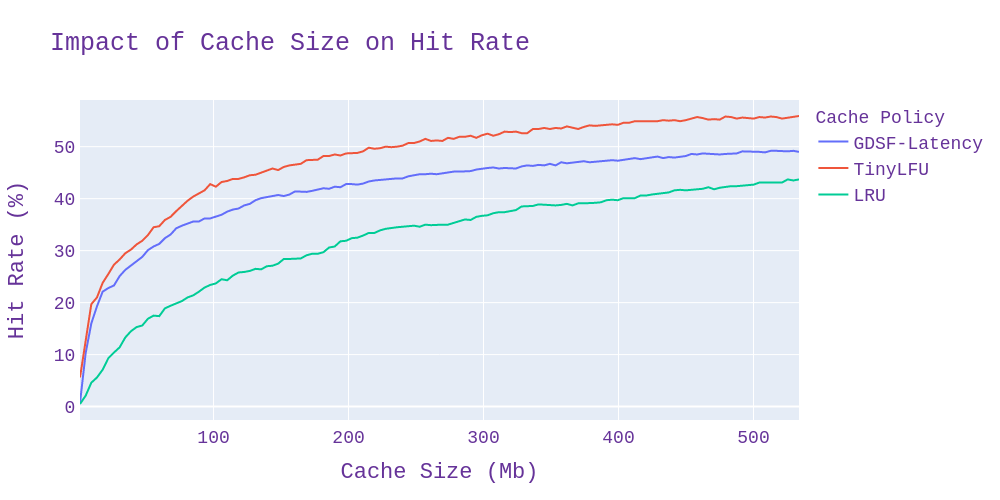 Impact of Cache Size on Hit Rate
Cache Policy
GDSF-Latency
TinyLFU
LRU
Hit Rate (%)
50
40
30
20
10
0
100
200
300
400
500
Cache Size (Mb)